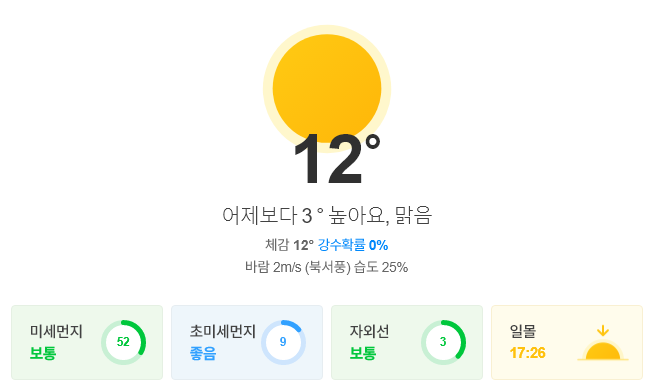 12°
어제보다 3° 높아요, 맑음
체감 12° 강수확률 0%
바람 2m/s (북서풍) 습도 25%
미세먼지
보통
52
초미세먼지
좋음
9
자외선
보통
3
일몰
17:26